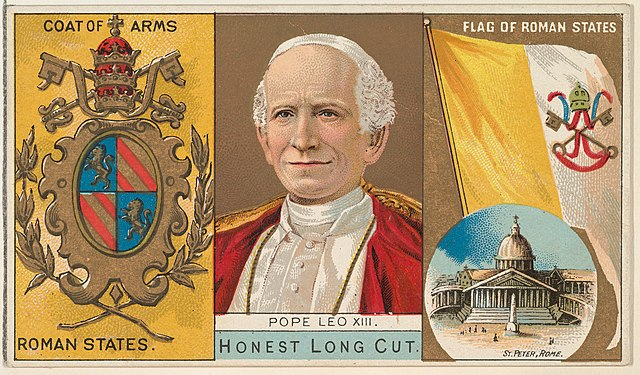 COAT OF ARMS
ROMAN STATES.
POPE LEO XIII.
HONEST LONG CUT.
FLAG OF ROMAN STATES
ST. PETER, ROME.